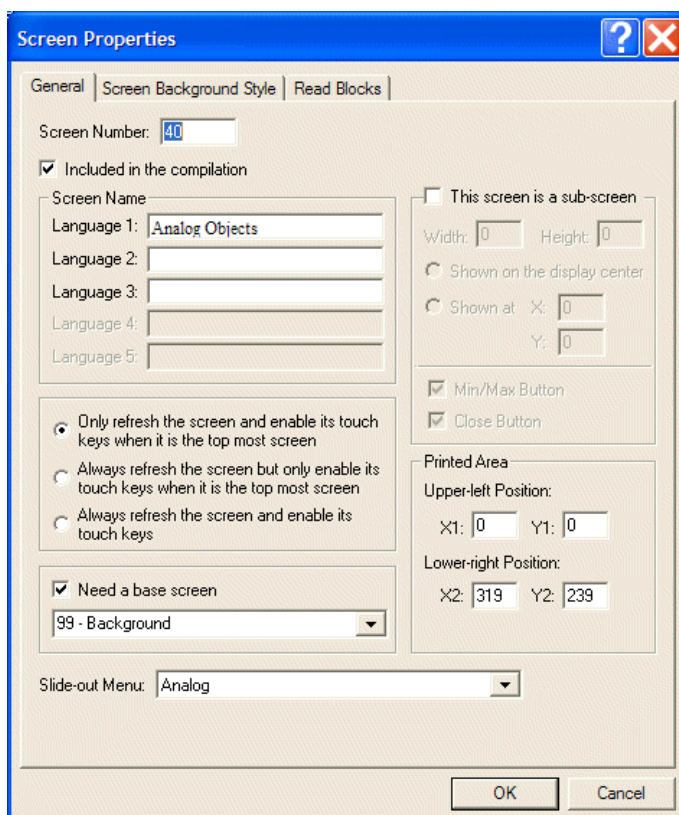 Screen Properties
General
Screen Background Style
Read Blocks
Screen Number: 40
Included in the compilation
Screen Name
Language 1: Analog Objects
Language 2:
Language 3:
Language 4:
Language 5:
Only refresh the screen and enable its touch
keys when it is the top most screen
Always refresh the screen but only enable its
touch keys when it is the top most screen
Always refresh the screen and enable its
touch keys
Need a base screen
99 - Background
This screen is a sub-screen
Width: 0 Height: 0
Shown on the display center
Shown at X: 0
Y: 0
Min/Max Button
Close Button
Printed Area
Upper-left Position:
X1: 0 Y1: 0
Lower-right Position:
X2: 319 Y2: 239
Slide-out Menu: Analog
OK
Cancel